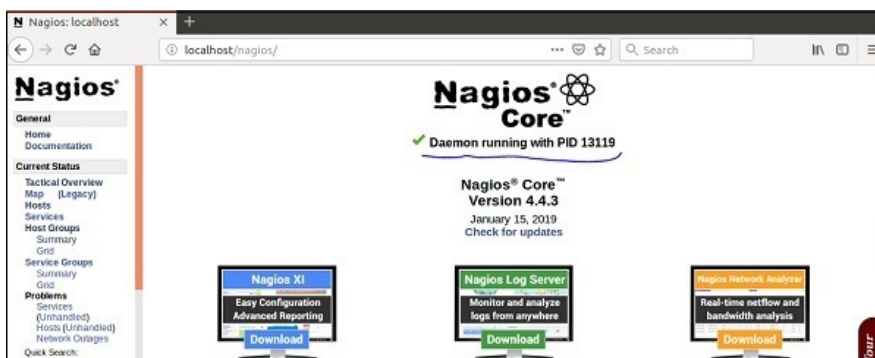 Nagios: localhost
localhost/nagios/
Search
Nagios®
General
Home
Documentation
Current Status
Tactical Overview
Map (Legacy)
Hosts
Services
Host Groups
Summary
Grid
Service Groups
Summary
Grid
Problems
Services
(Unhandled)
Hosts (Unhandled)
Network Outages
Quick Search:
Nagios®
Core™
Daemon running with PID 13119
Nagios® Core™
Version 4.4.3
January 15, 2019
Check for updates
Nagios XI
Easy Configuration
Advanced Reporting
Download
Nagios Log Server
Monitor and analyze
logs from anywhere
Download
Nagios Network Analyzer
Real-time netflow and
bandwidth analysis
Download
Tour